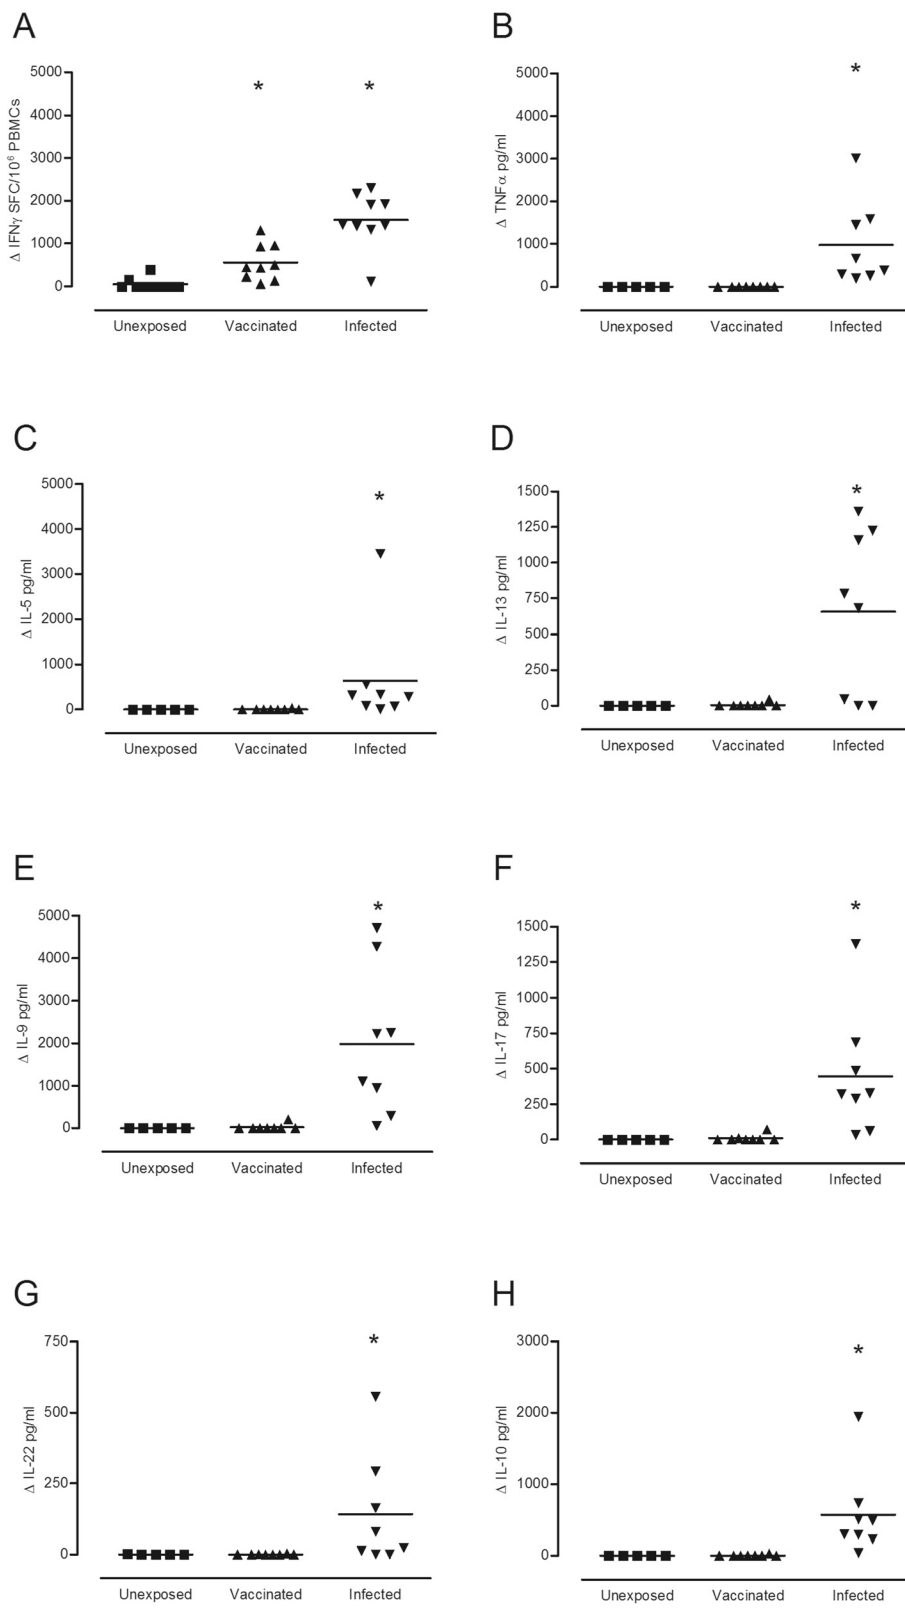 A
Δ IFNγ SFC/10⁶ PBMCs
5000
4000
3000
2000
1000
0
*
*
Unexposed
Vaccinated
Infected
B
Δ TNFα pg/ml
5000
4000
3000
2000
1000
0
*
Unexposed
Vaccinated
Infected
C
Δ IL-5 pg/ml
5000
4000
3000
2000
1000
0
*
Unexposed
Vaccinated
Infected
D
Δ IL-13 pg/ml
1500
1250
1000
750
500
250
0
*
Unexposed
Vaccinated
Infected
E
Δ IL-9 pg/ml
5000
4000
3000
2000
1000
0
*
Unexposed
Vaccinated
Infected
F
Δ IL-17 pg/ml
1500
1250
1000
750
500
250
0
*
Unexposed
Vaccinated
Infected
G
Δ IL-22 pg/ml
750
500
250
0
*
Unexposed
Vaccinated
Infected
H
Δ IL-10 pg/ml
3000
2000
1000
0
*
Unexposed
Vaccinated
Infected